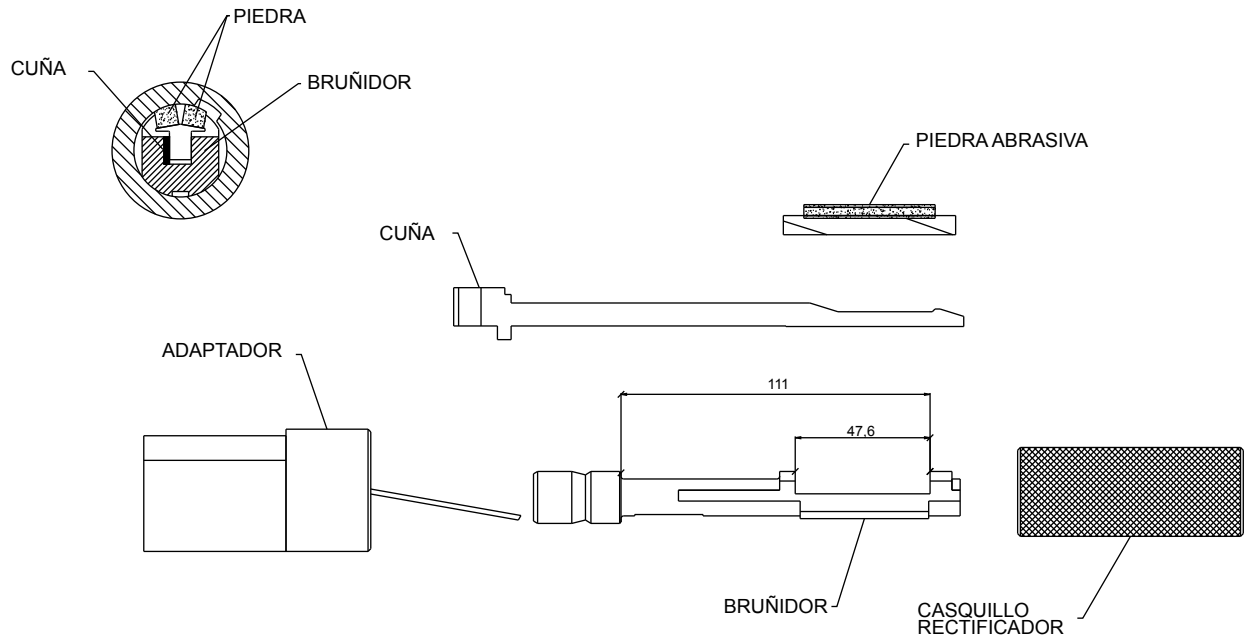 PIEDRA
CUÑA
BRUÑIDOR
PIEDRA ABRASIVA
CUÑA
ADAPTADOR
111
47,6
BRUÑIDOR
CASQUILLO
RECTIFICADOR